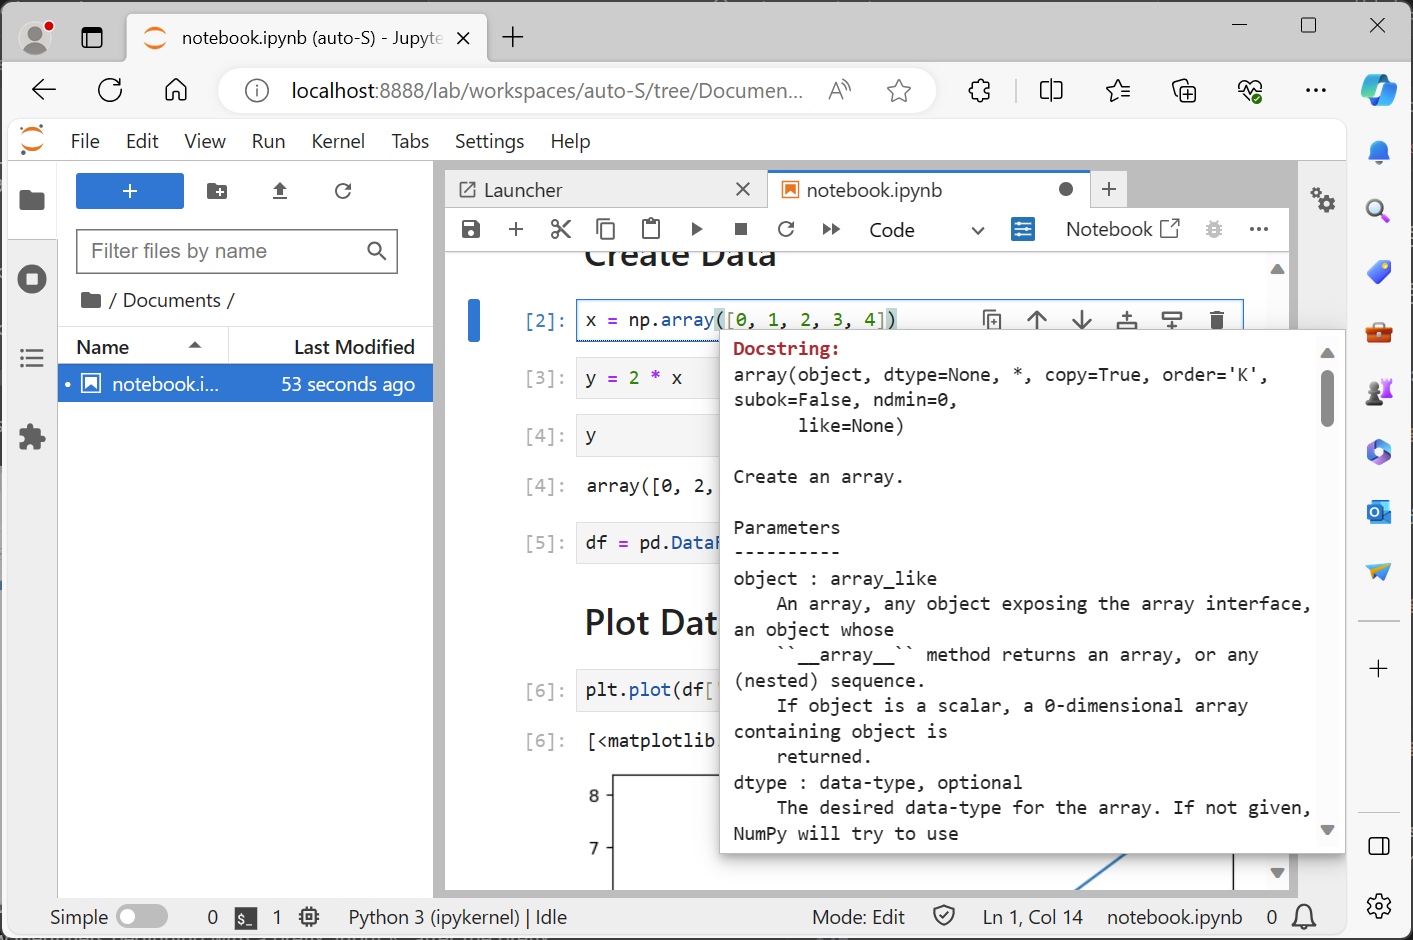 notebook.ipynb (auto-S) - Jupyte
localhost:8888/lab/workspaces/auto-S/tree/Documen...
File Edit View Run Kernel Tabs Settings Help
Launcher
notebook.ipynb
Filter files by name
Code
Notebook
/ Documents /
Name
Last Modified
notebook.i...
53 seconds ago
Create Data
[2]: x = np.array([0, 1, 2, 3, 4])
[3]: y = 2 * x
[4]: y
[4]: array([0, 2,
[5]: df = pd.DataF
Plot Dat
[6]: plt.plot(df['
[6]: [<matplotlib.
8
7
Docstring:
array(object, dtype=None, *, copy=True, order='K',
subok=False, ndmin=0,
like=None)
Create an array.
Parameters
----------
object : array_like
An array, any object exposing the array interface,
an object whose
``__array__`` method returns an array, or any
(nested) sequence.
If object is a scalar, a 0-dimensional array
containing object is
returned.
dtype : data-type, optional
The desired data-type for the array. If not given,
NumPy will try to use
Simple 0 1 Python 3 (ipykernel) | Idle Mode: Edit Ln 1, Col 14 notebook.ipynb 0